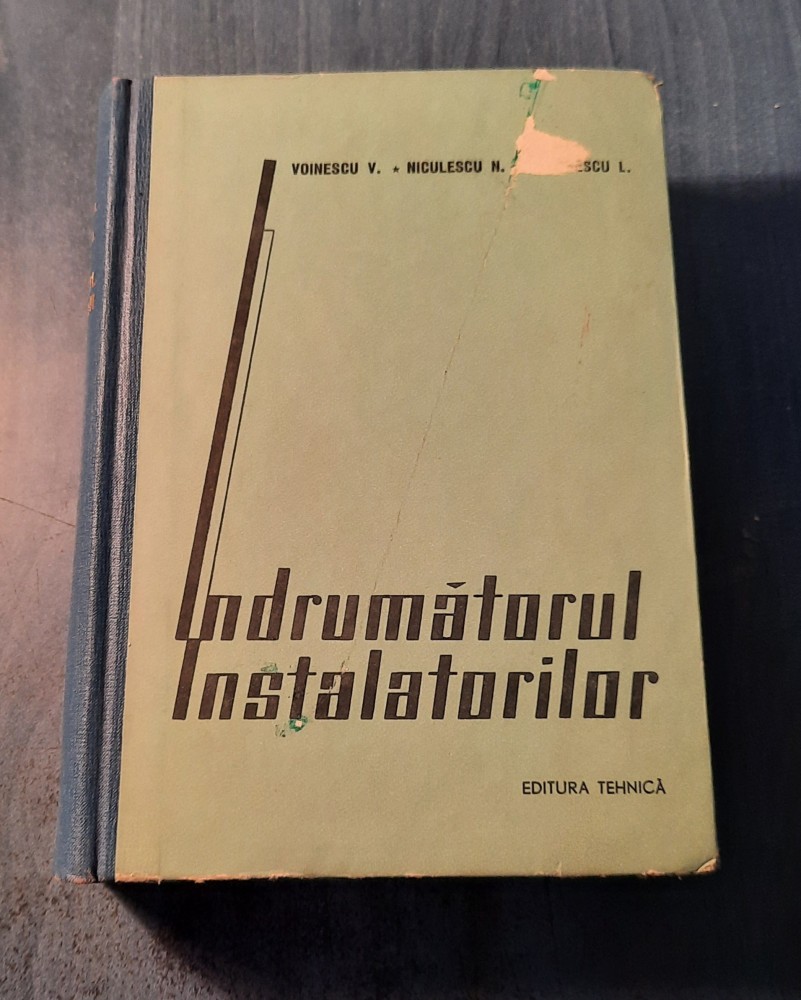 VOINESCU V. ★ NICULESCU N. ESCU L.
Indrumătorul
Instalatorilor
EDITURA TEHNICĂ